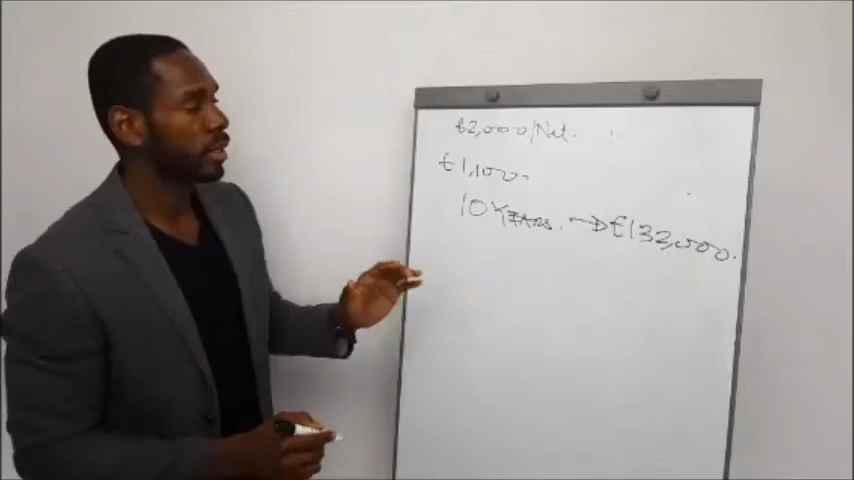 £2,000/Net.
£1,100-
10 YEARS. → £132,000.